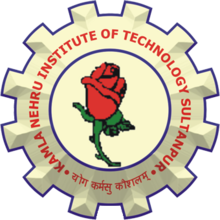 KAMLA NEHRU INSTITUTE OF TECHNOLOGY SULTANPUR
योगः कर्मसु कौशलम्